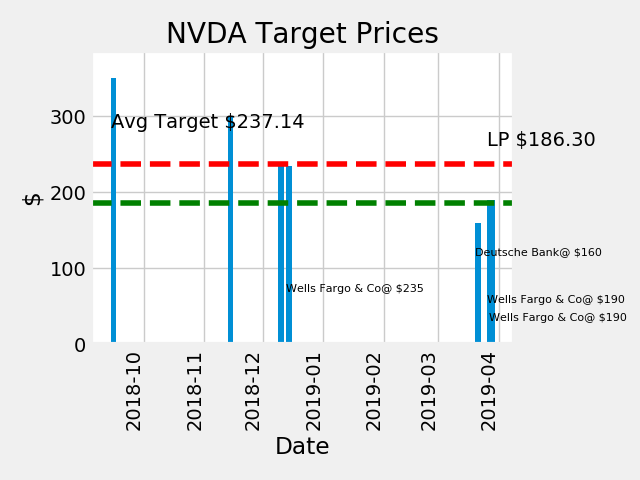 NVDA Target Prices
300
200
100
0
$
Avg Target $237.14
LP $186.30
Deutsche Bank@ $160
Wells Fargo & Co@ $235
Wells Fargo & Co@ $190
Wells Fargo & Co@ $190
2018-10
2018-11
2018-12
2019-01
2019-02
2019-03
2019-04
Date